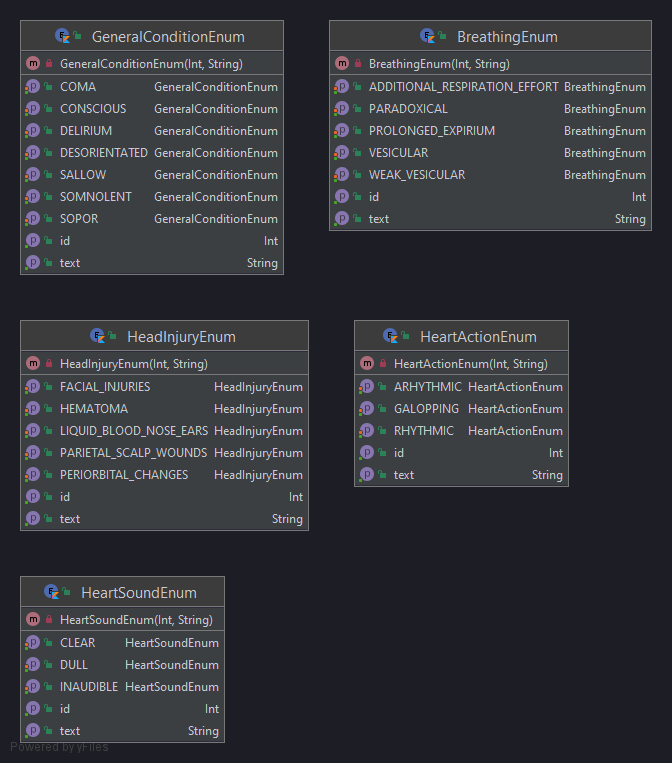 GeneralConditionEnum
GeneralConditionEnum(Int, String)
COMA GeneralConditionEnum
CONSCIOUS GeneralConditionEnum
DELIRIUM GeneralConditionEnum
DESORIENTATED GeneralConditionEnum
SALLOW GeneralConditionEnum
SOMNOLENT GeneralConditionEnum
SOPOR GeneralConditionEnum
id Int
text String
BreathingEnum
BreathingEnum(Int, String)
ADDITIONAL_RESPIRATION_EFFORT BreathingEnum
PARADOXICAL BreathingEnum
PROLONGED_EXPIRIUM BreathingEnum
VESICULAR BreathingEnum
WEAK_VESICULAR BreathingEnum
id Int
text String
HeadInjuryEnum
HeadInjuryEnum(Int, String)
FACIAL_INJURIES HeadInjuryEnum
HEMATOMA HeadInjuryEnum
LIQUID_BLOOD_NOSE_EARS HeadInjuryEnum
PARIETAL_SCALP_WOUNDS HeadInjuryEnum
PERIORBITAL_CHANGES HeadInjuryEnum
id Int
text String
HeartActionEnum
HeartActionEnum(Int, String)
ARHYTHMIC HeartActionEnum
GALOPPING HeartActionEnum
RHYTHMIC HeartActionEnum
id Int
text String
HeartSoundEnum
HeartSoundEnum(Int, String)
CLEAR HeartSoundEnum
DULL HeartSoundEnum
INAUDIBLE HeartSoundEnum
id Int
text String
Powered by yFiles